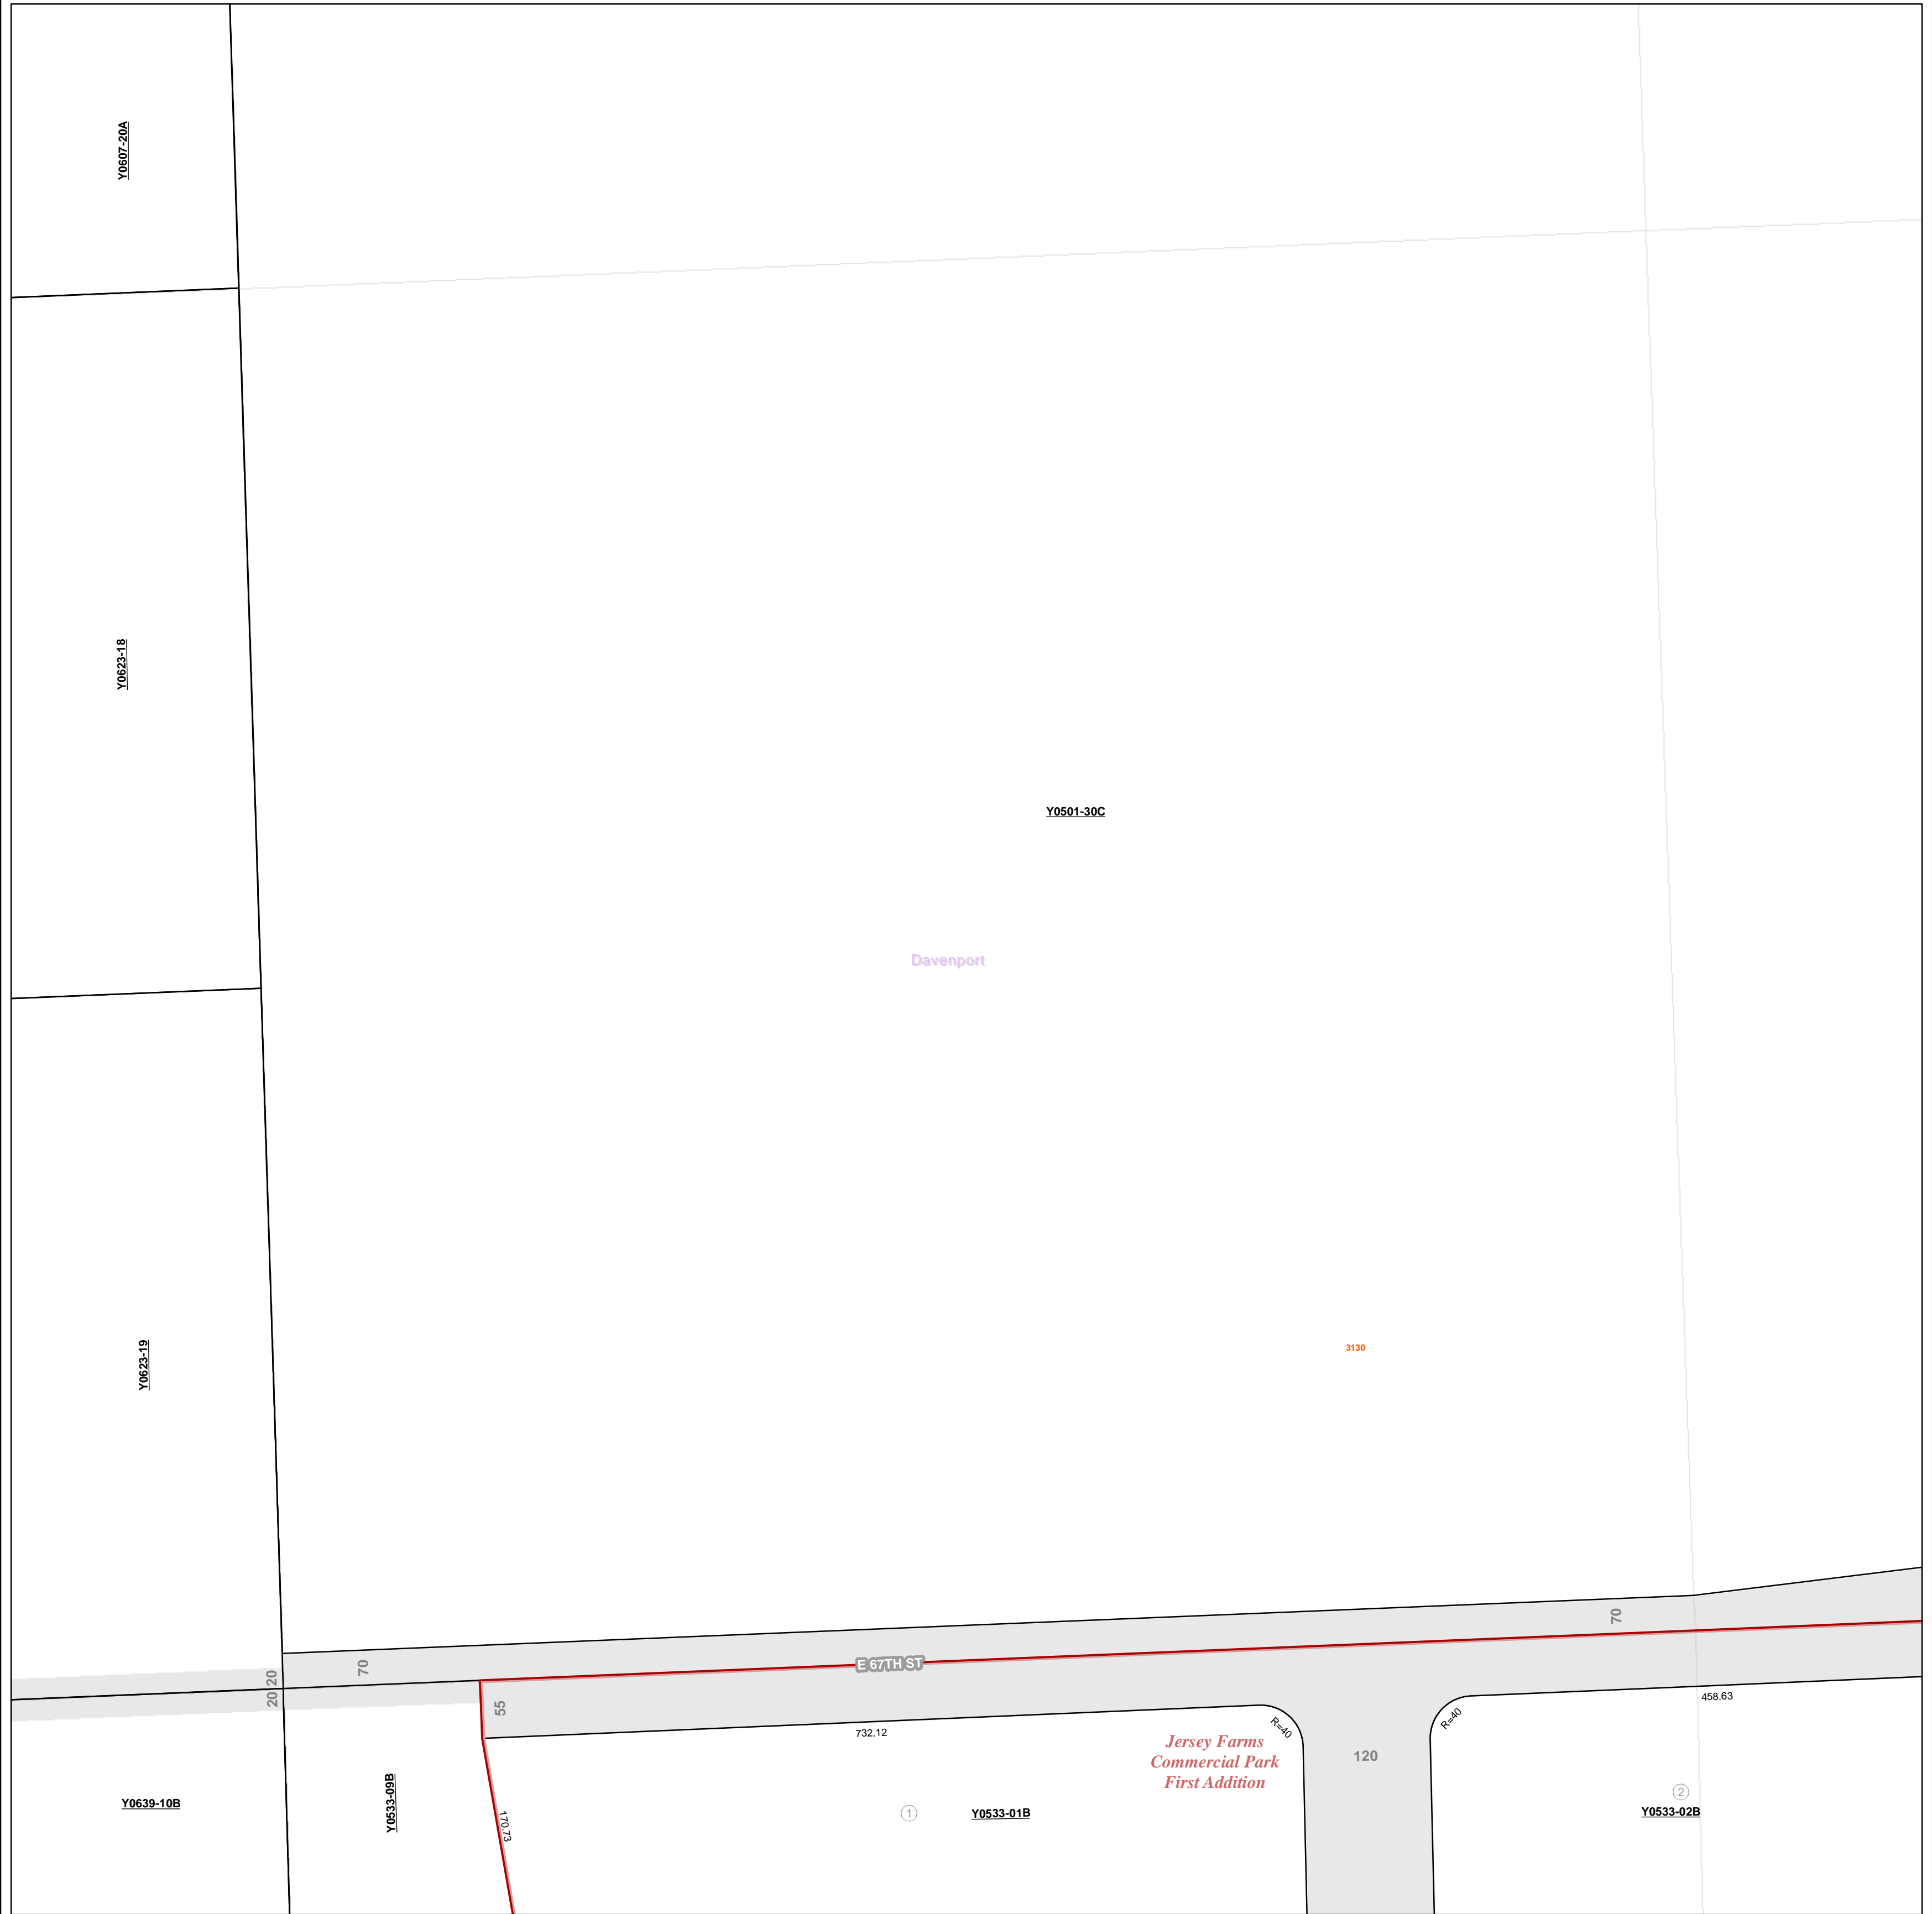 Y0607-20A
Y0623-18
Y0501-30C
Davenport
Y0623-19
3130
70
70
E 67TH ST
20
20
55
458.63
732.12
R=40
R=40
Jersey Farms
Commercial Park
First Addition
120
Y0639-10B
Y0533-09B
170.73
1
Y0533-01B
2
Y0533-02B